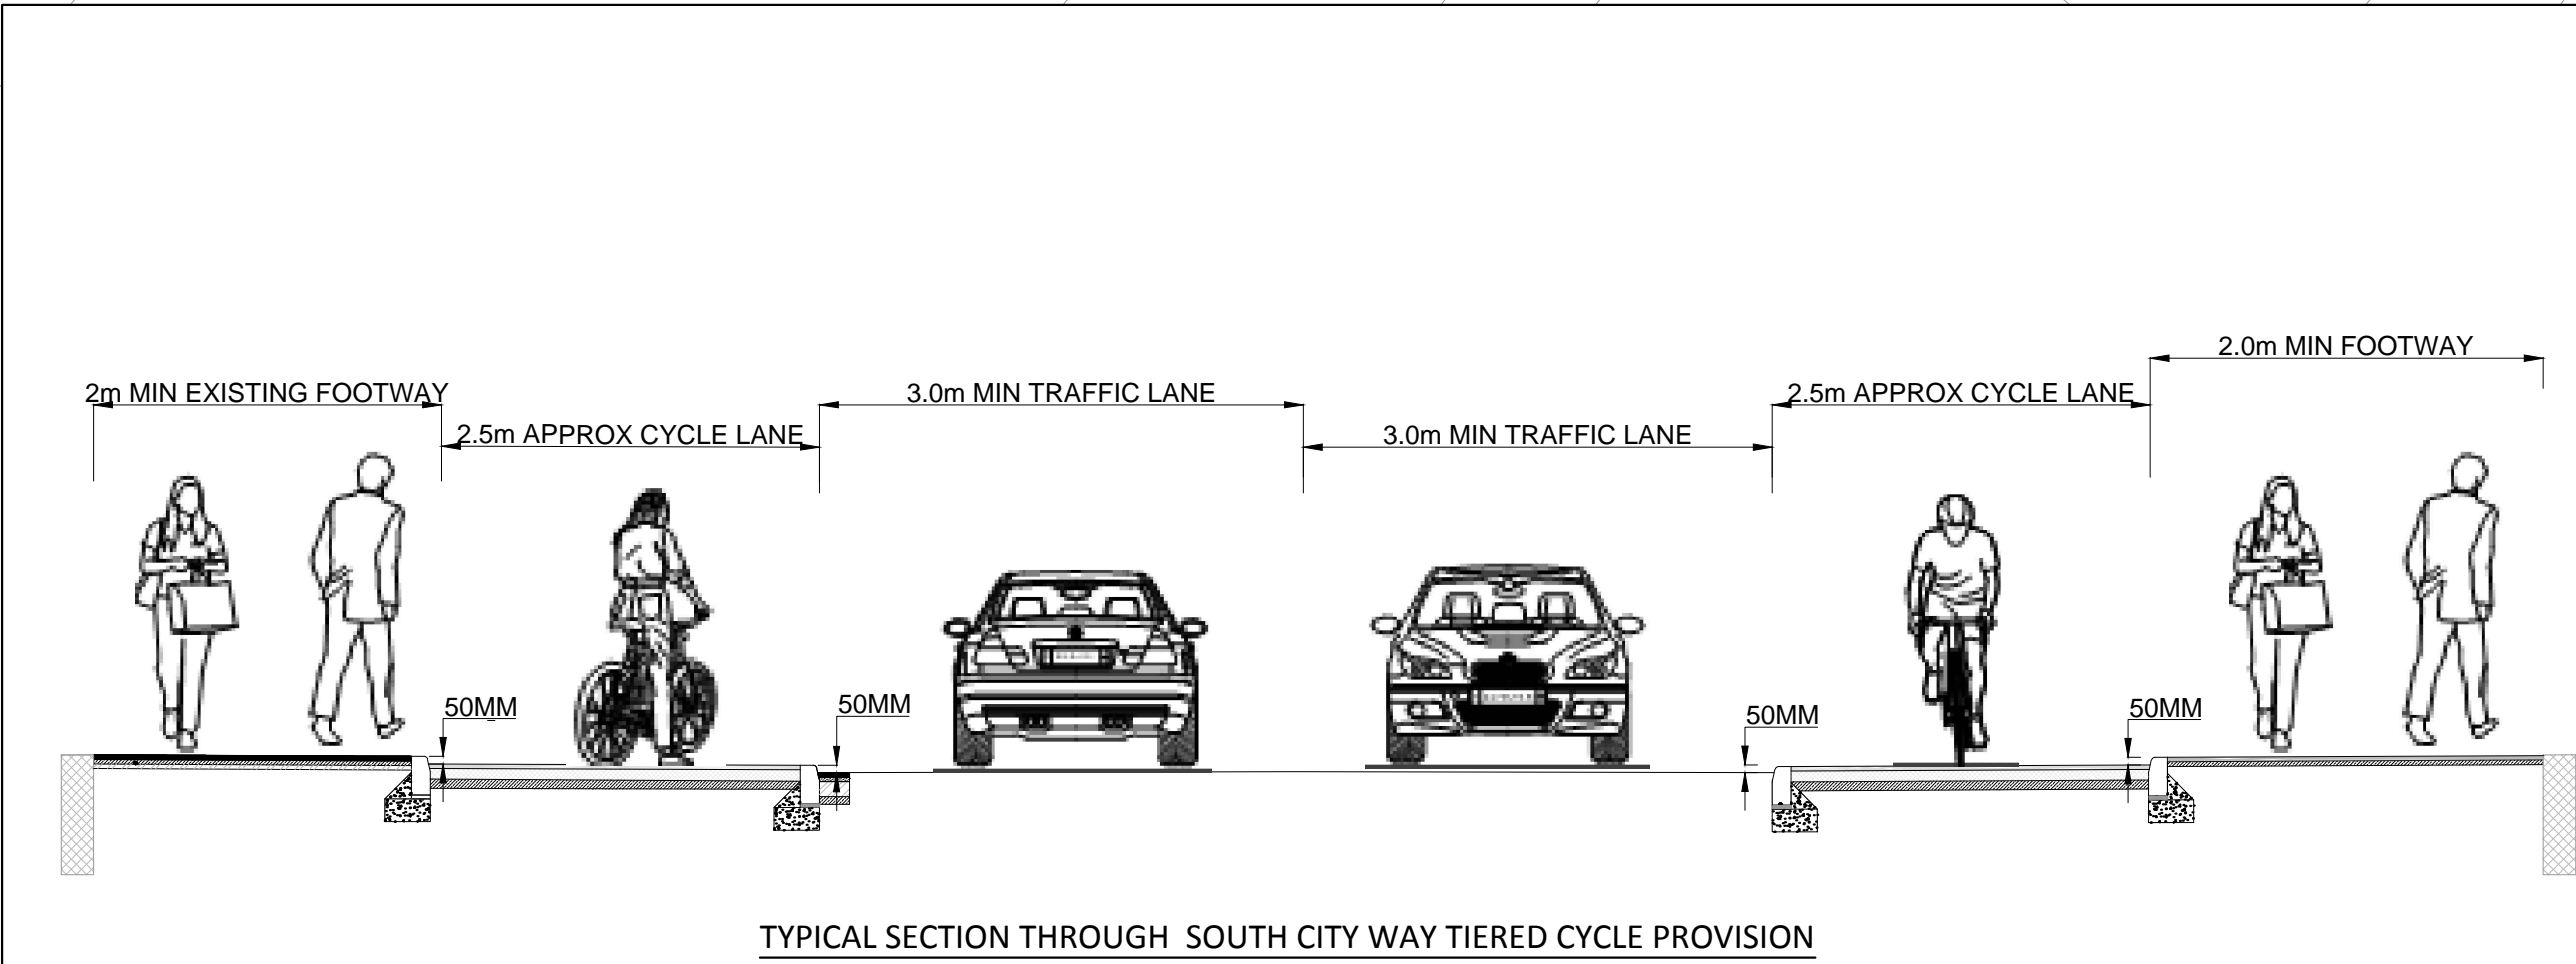 2.0m MIN FOOTWAY
2m MIN EXISTING FOOTWAY
3.0m MIN TRAFFIC LANE
2.5m APPROX CYCLE LANE
2.5m APPROX CYCLE LANE
3.0m MIN TRAFFIC LANE
50MM
50MM
50MM
50MM
TYPICAL SECTION THROUGH SOUTH CITY WAY TIERED CYCLE PROVISION